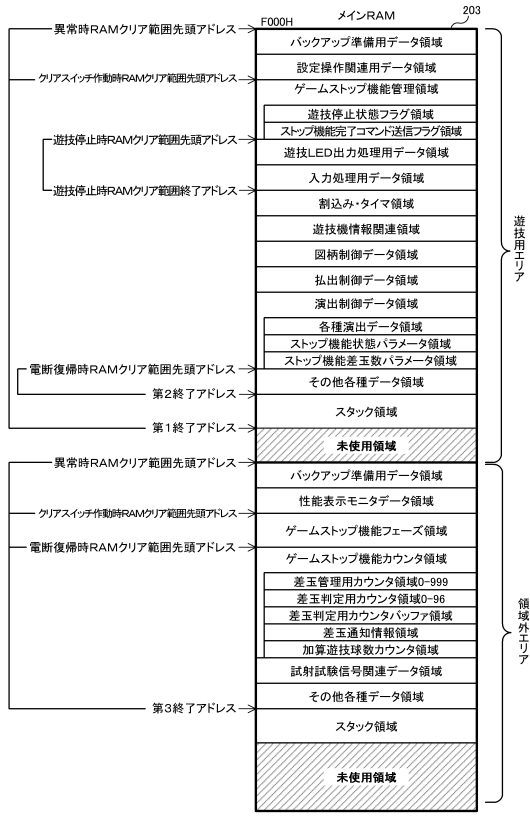 メインRAM
203
F000H
異常時RAMクリア範囲先頭アドレス
バックアップ準備用データ領域
設定操作関連用データ領域
クリアスイッチ作動時RAMクリア範囲先頭アドレス
ゲームストップ機能管理領域
遊技停止状態フラグ領域
ストップ機能完了コマンド送信フラグ領域
遊技停止時RAMクリア範囲先頭アドレス
遊技LED出力処理用データ領域
入力処理用データ領域
遊技停止時RAMクリア範囲終了アドレス
割込み・タイマ領域
遊技機情報関連領域
図柄制御データ領域
払出制御データ領域
演出制御データ領域
各種演出データ領域
ストップ機能状態パラメータ領域
ストップ機能差玉数パラメータ領域
電断復帰時RAMクリア範囲先頭アドレス
その他各種データ領域
第2終了アドレス
スタック領域
第1終了アドレス
未使用領域
遊技用エリア
異常時RAMクリア範囲先頭アドレス
バックアップ準備用データ領域
性能表示モニタデータ領域
クリアスイッチ作動時RAMクリア範囲先頭アドレス
ゲームストップ機能フェーズ領域
電断復帰時RAMクリア範囲先頭アドレス
ゲームストップ機能カウンタ領域
差玉管理用カウンタ領域0-999
差玉判定用カウンタ領域0-96
差玉判定用カウンタバッファ領域
差玉通知情報領域
加算遊技球数カウンタ領域
試射試験信号関連データ領域
その他各種データ領域
第3終了アドレス
スタック領域
未使用領域
領域外エリア